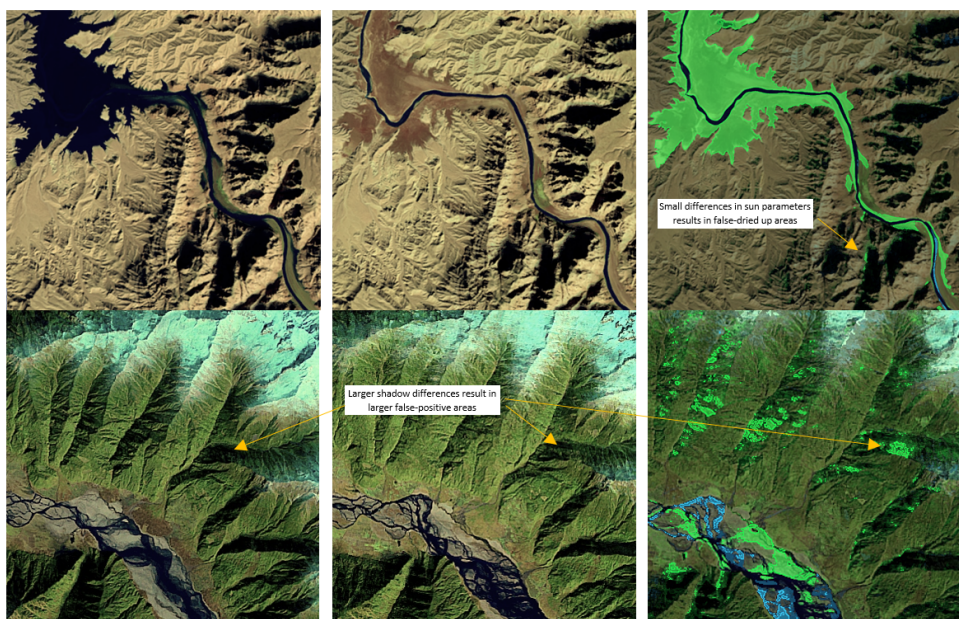 Small differences in sun parameters
results in false-dried up areas
Larger shadow differences result in
larger false-positive areas